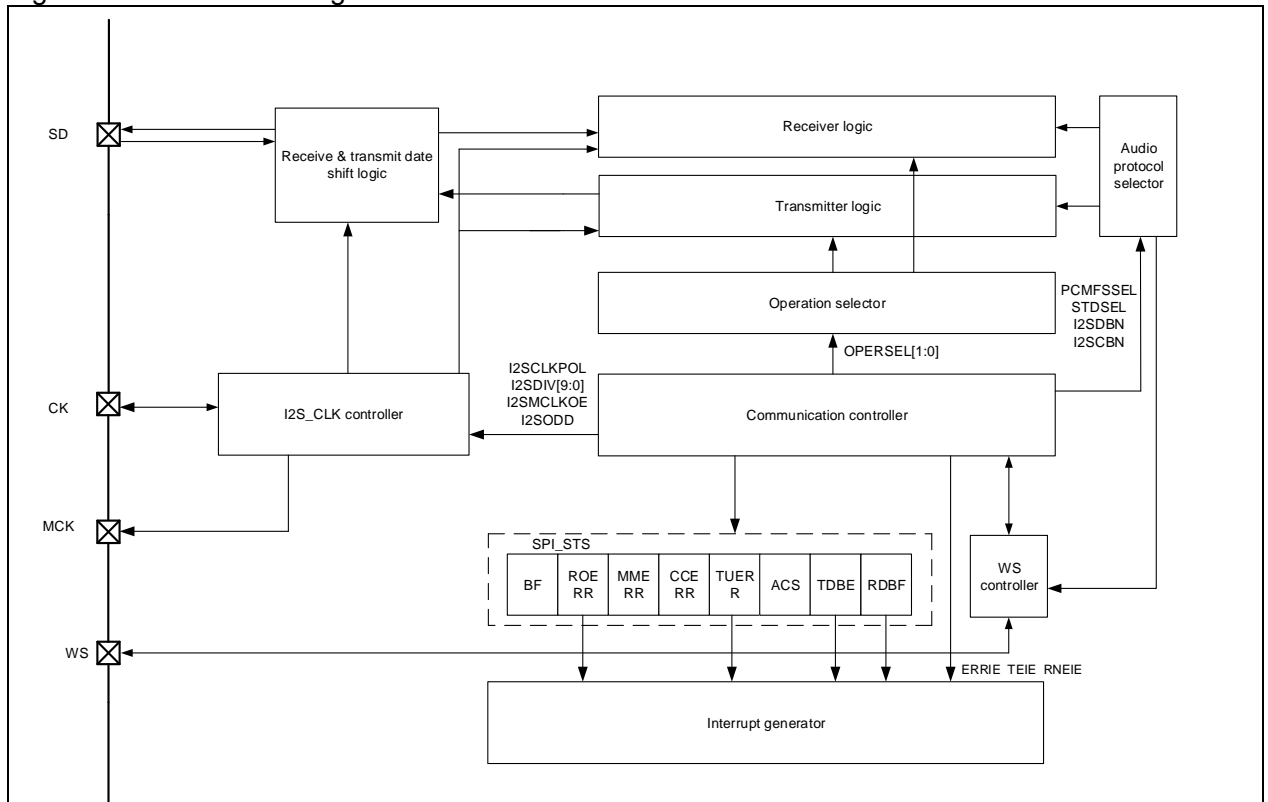 SD
Receive & transmit date
shift logic
Receiver logic
Audio
protocol
selector
Transmitter logic
Operation selector
PCMFSSEL
STDSEL
I2SDBN
I2SCBN
OPERSEL[1:0]
I2SCLKPOL
I2SDIV[9:0]
I2SMCLKOE
I2SODD
CK
I2S_CLK controller
Communication controller
MCK
SPI_STS
BF
ROE
RR
MME
RR
CCE
RR
TUER
R
ACS
TDBE
RDBF
WS
controller
WS
ERRIE TEIE RNEIE
Interrupt generator